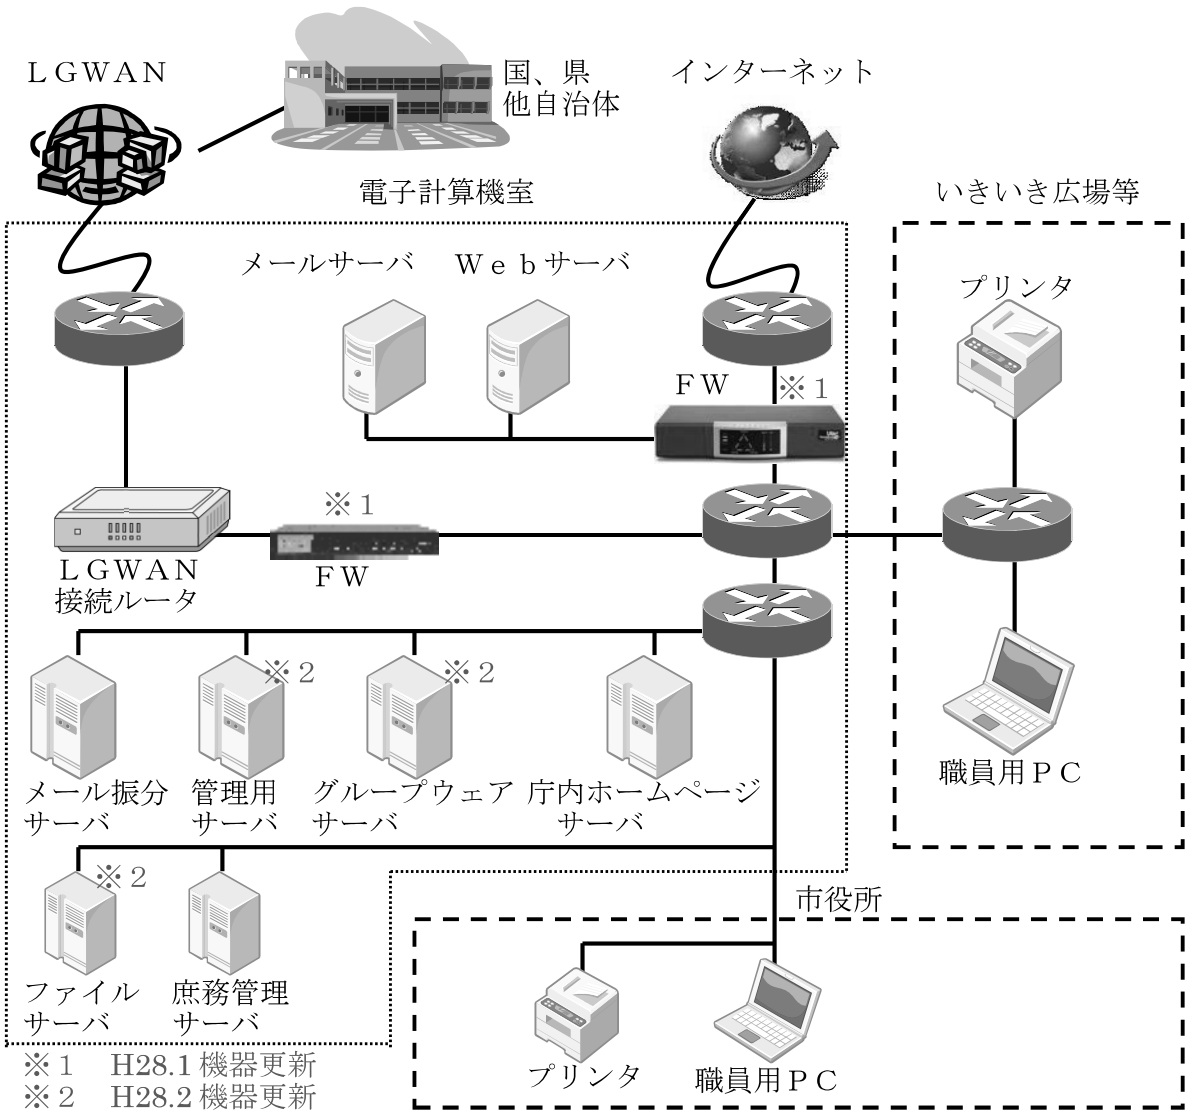 ＬＧＷＡＮ
国、県
他自治体
インターネット
電子計算機室
いきいき広場等
メールサーバ
Ｗｅｂサーバ
プリンタ
ＦＷ
※１
※１
ＬＧＷＡＮ
接続ルータ
ＦＷ
※２
※２
メール振分
サーバ
管理用
サーバ
グループウェア
サーバ
庁内ホームページ
サーバ
職員用ＰＣ
※２
市役所
ファイル
サーバ
庶務管理
サーバ
プリンタ
職員用ＰＣ
※１　H28.1 機器更新
※２　H28.2 機器更新